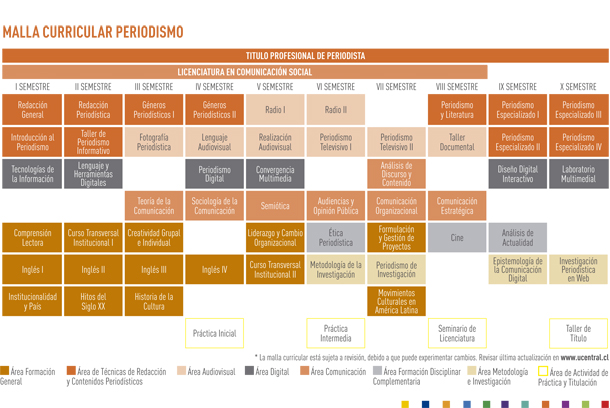 MALLA CURRICULAR PERIODISMO
TITULO PROFESIONAL DE PERIODISTA
LICENCIATURA EN COMUNICACIÓN SOCIAL
I SEMESTRE II SEMESTRE III SEMESTRE IV SEMESTRE V SEMESTRE VI SEMESTRE VII SEMESTRE VIII SEMESTRE IX SEMESTRE X SEMESTRE
Redacción General
Redacción Periodística
Géneros Periodísticos I
Géneros Periodísticos II
Radio I
Radio II
Periodismo y Literatura
Periodismo Especializado I
Periodismo Especializado III
Introducción al Periodismo
Taller de Periodismo Informativo
Fotografía Periodística
Lenguaje Audiovisual
Realización Audiovisual
Periodismo Televisivo I
Periodismo Televisivo II
Taller Documental
Periodismo Especializado II
Periodismo Especializado IV
Tecnologías de la Información
Lenguaje y Herramientas Digitales
Periodismo Digital
Convergencia Multimedia
Análisis de Discurso y Contenido
Diseño Digital Interactivo
Laboratorio Multimedial
Teoría de la Comunicación
Sociología de la Comunicación
Semiótica
Audiencias y Opinión Pública
Comunicación Organizacional
Comunicación Estratégica
Comprensión Lectora
Curso Transversal Institucional I
Creatividad Grupal e Individual
Liderazgo y Cambio Organizacional
Ética Periodística
Formulación y Gestión de Proyectos
Cine
Análisis de Actualidad
Inglés I
Inglés II
Inglés III
Inglés IV
Curso Transversal Institucional II
Metodología de la Investigación
Periodismo de Investigación
Epistemología de la Comunicación Digital
Investigación Periodística en Web
Institucionalidad y País
Hitos del Siglo XX
Historia de la Cultura
Movimientos Culturales en América Latina
Práctica Inicial
Práctica Intermedia
Seminario de Licenciatura
Taller de Título
* La malla curricular está sujeta a revisión, debido a que puede experimentar cambios. Revisar última actualización en www.ucentral.cl
Área Formación General
Área de Técnicas de Redacción y Contenidos Periodísticos
Área Audiovisual
Área Digital
Área Comunicación
Área Formación Disciplinar Complementaria
Área Metodología e Investigación
Área de Actividad de Práctica y Titulación